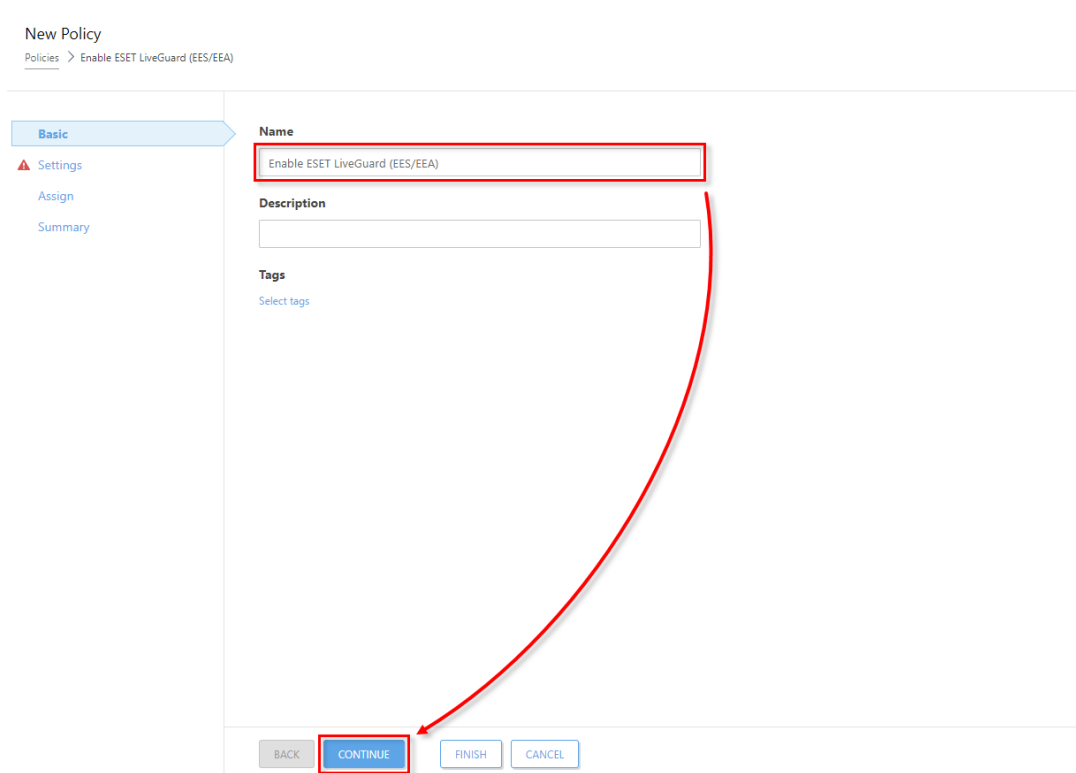 New Policy
Policies > Enable ESET LiveGuard (EES/EEA)
Basic
Settings
Assign
Summary
Name
Enable ESET LiveGuard (EES/EEA)
Description
Tags
Select tags
BACK CONTINUE FINISH CANCEL